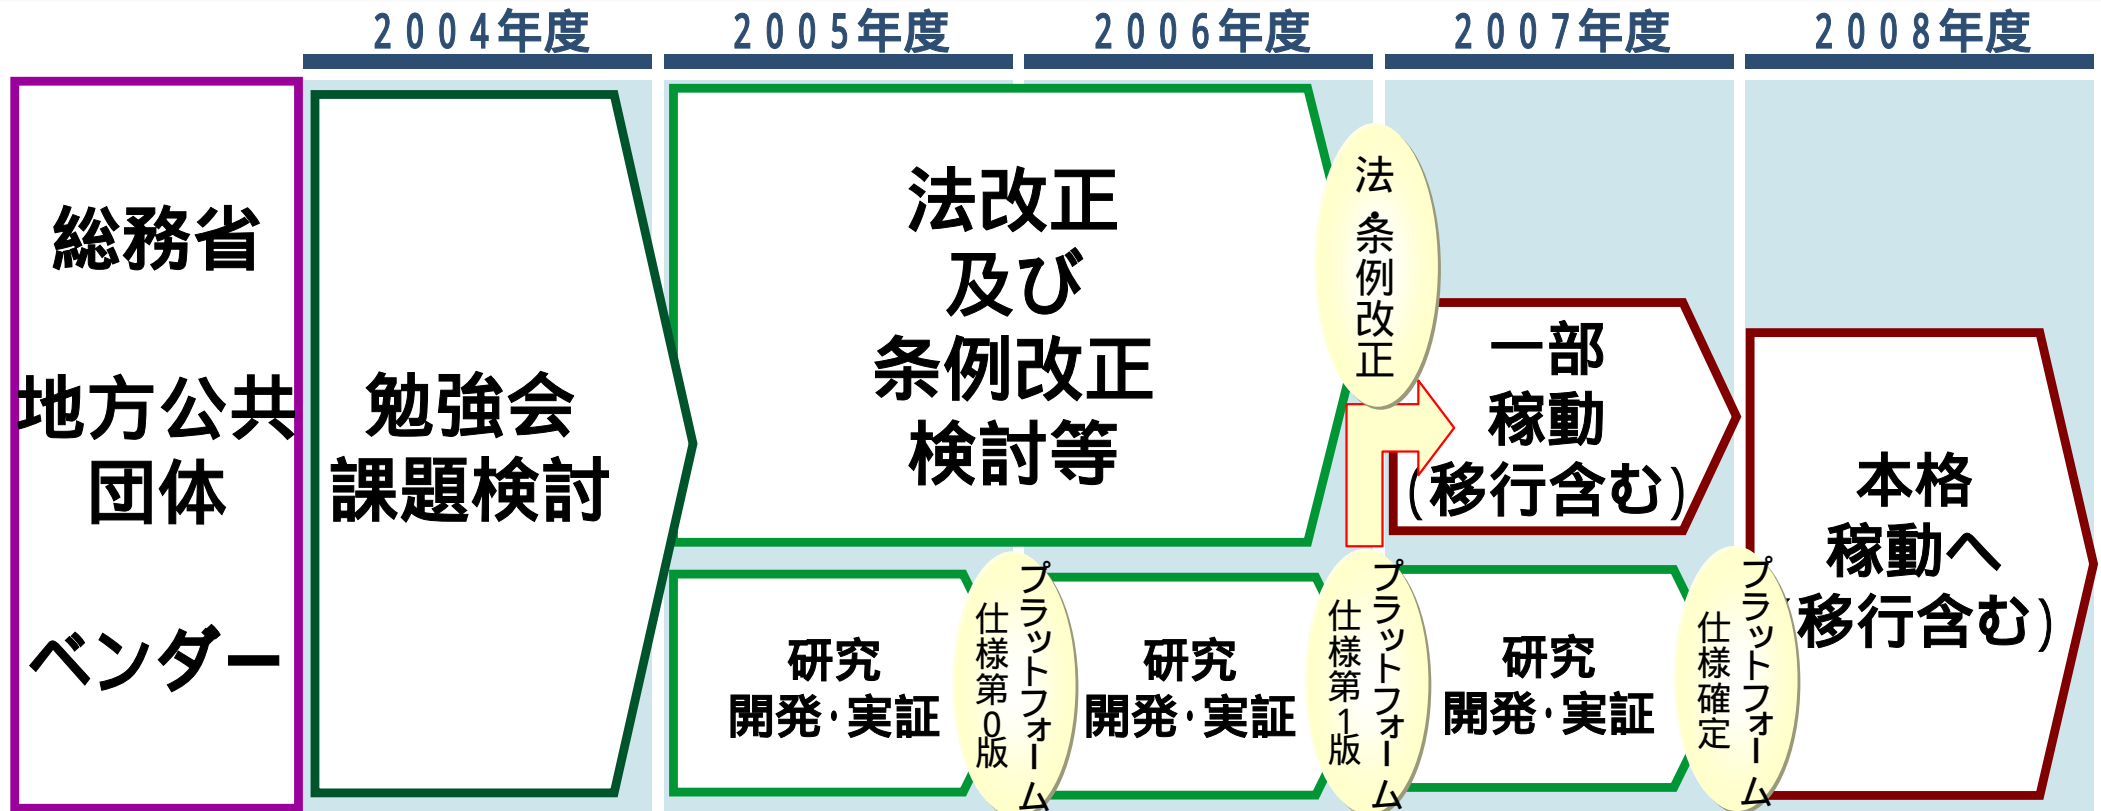 ２００４年度
２００５年度
２００６年度
２００７年度
２００８年度
総務省
地方公共
団体
ベンダー
勉強会
課題検討
法改正
及び
条例改正
検討等
法・条例改正
一部
稼動
(移行含む)
本格
稼動へ
(移行含む)
研究
開発･実証
プラットフォーム
仕様第０版
研究
開発･実証
プラットフォーム
仕様第１版
研究
開発･実証
プラットフォーム
仕様確定